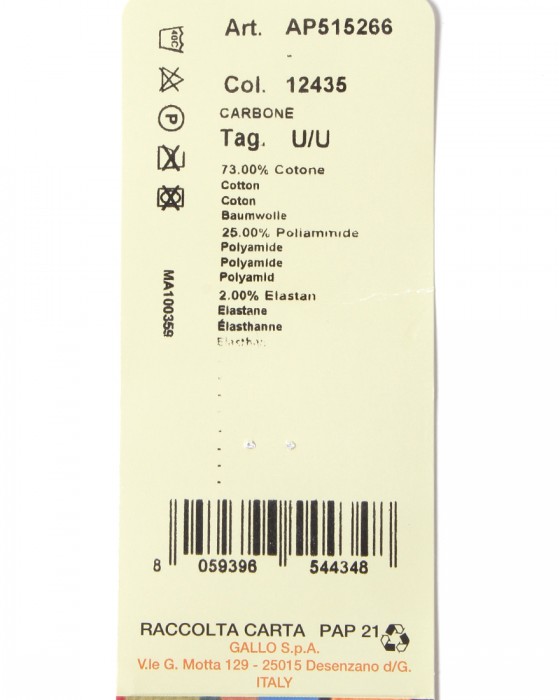 Art. AP515266
-
Col. 12435
CARBONE
Tag. U/U
73.00% Cotone
Cotton
Coton
Baumwolle
25.00% Poliammide
Polyamide
Polyamide
Polyamid
2.00% Elastan
Elastane
Élasthanne
40C
P
MA100359
8 059396 544348
RACCOLTA CARTA PAP 21
GALLO S.p.A.
V.le G. Motta 129 - 25015 Desenzano d/G.
ITALY